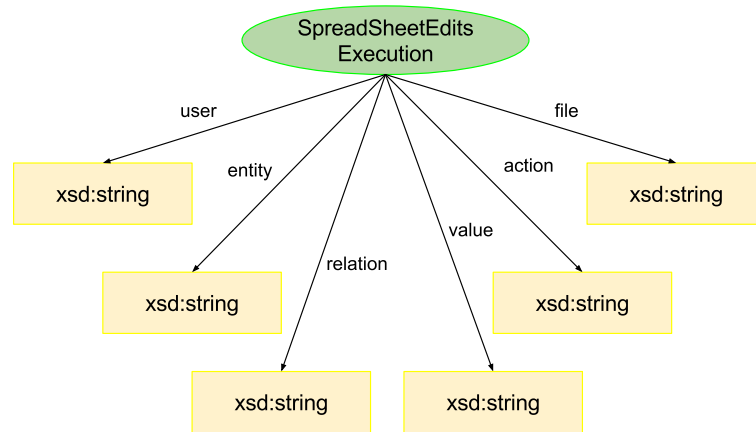 SpreadSheetEdits
Execution
user
file
entity
action
xsd:string
xsd:string
value
relation
xsd:string
xsd:string
xsd:string
xsd:string